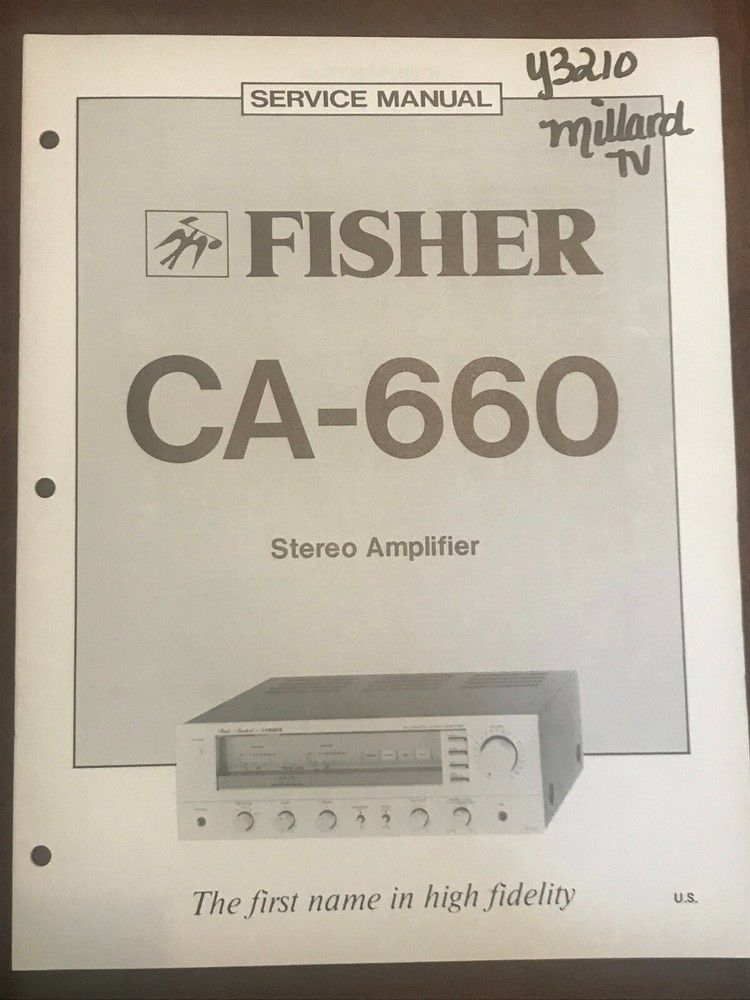 y3210
millard
TV
SERVICE MANUAL
FISHER
CA-660
Stereo Amplifier
The first name in high fidelity
U.S.